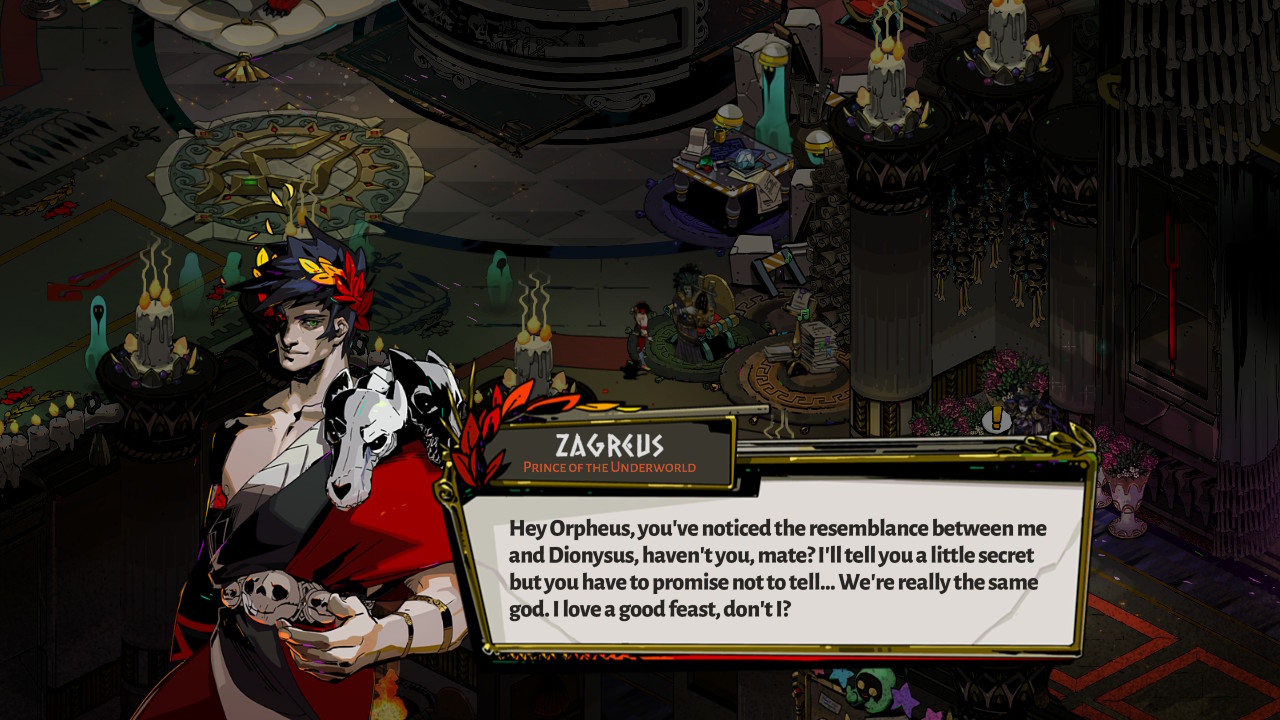 ZAGREUS
PRINCE OF THE UNDERWORLD
Hey Orpheus, you've noticed the resemblance between me
and Dionysus, haven't you, mate? I'll tell you a little secret
but you have to promise not to tell... We're really the same
god. I love a good feast, don't I?